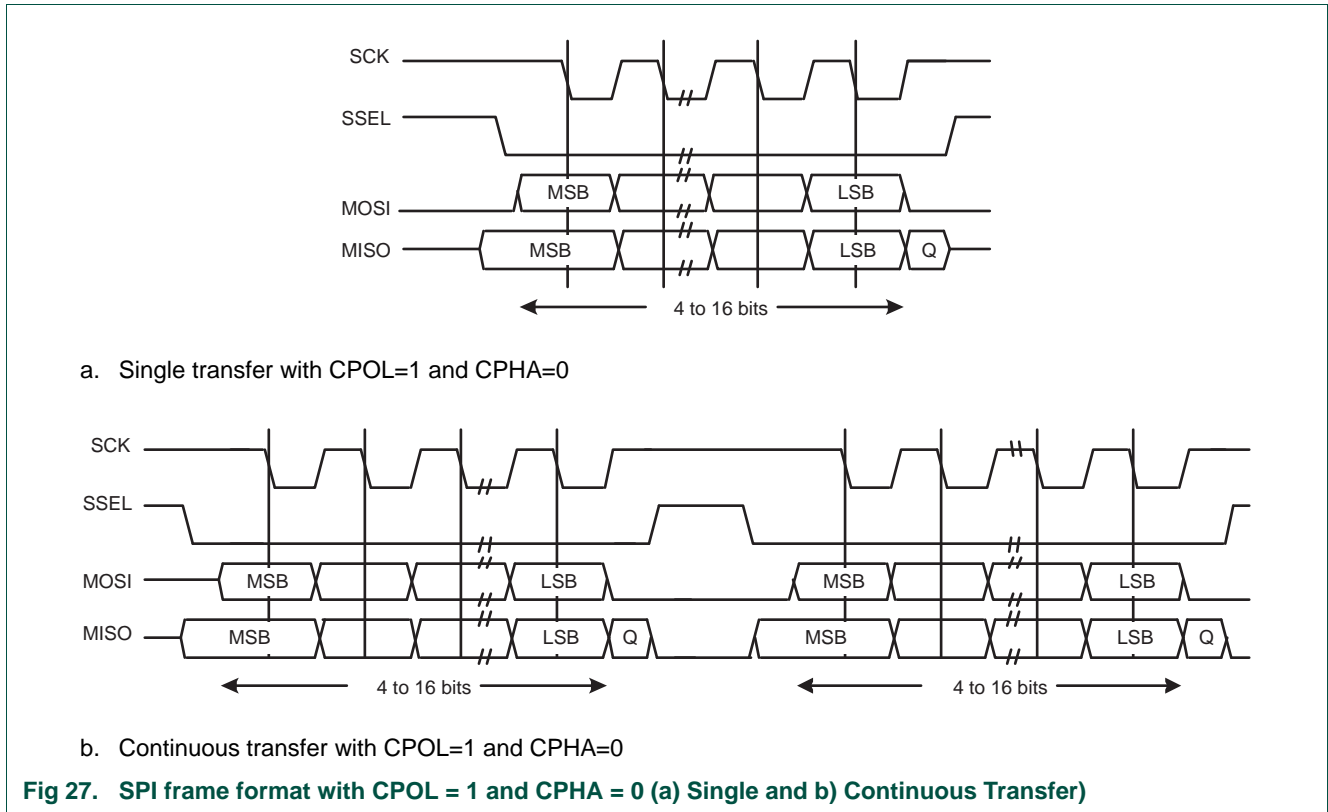 SCK
SSEL
MOSI MSB LSB
MISO MSB LSB Q
4 to 16 bits
a. Single transfer with CPOL=1 and CPHA=0
SCK
SSEL
MOSI MSB LSB MSB LSB
MISO MSB LSB Q MSB LSB Q
4 to 16 bits 4 to 16 bits
b. Continuous transfer with CPOL=1 and CPHA=0
Fig 27. SPI frame format with CPOL = 1 and CPHA = 0 (a) Single and b) Continuous Transfer)